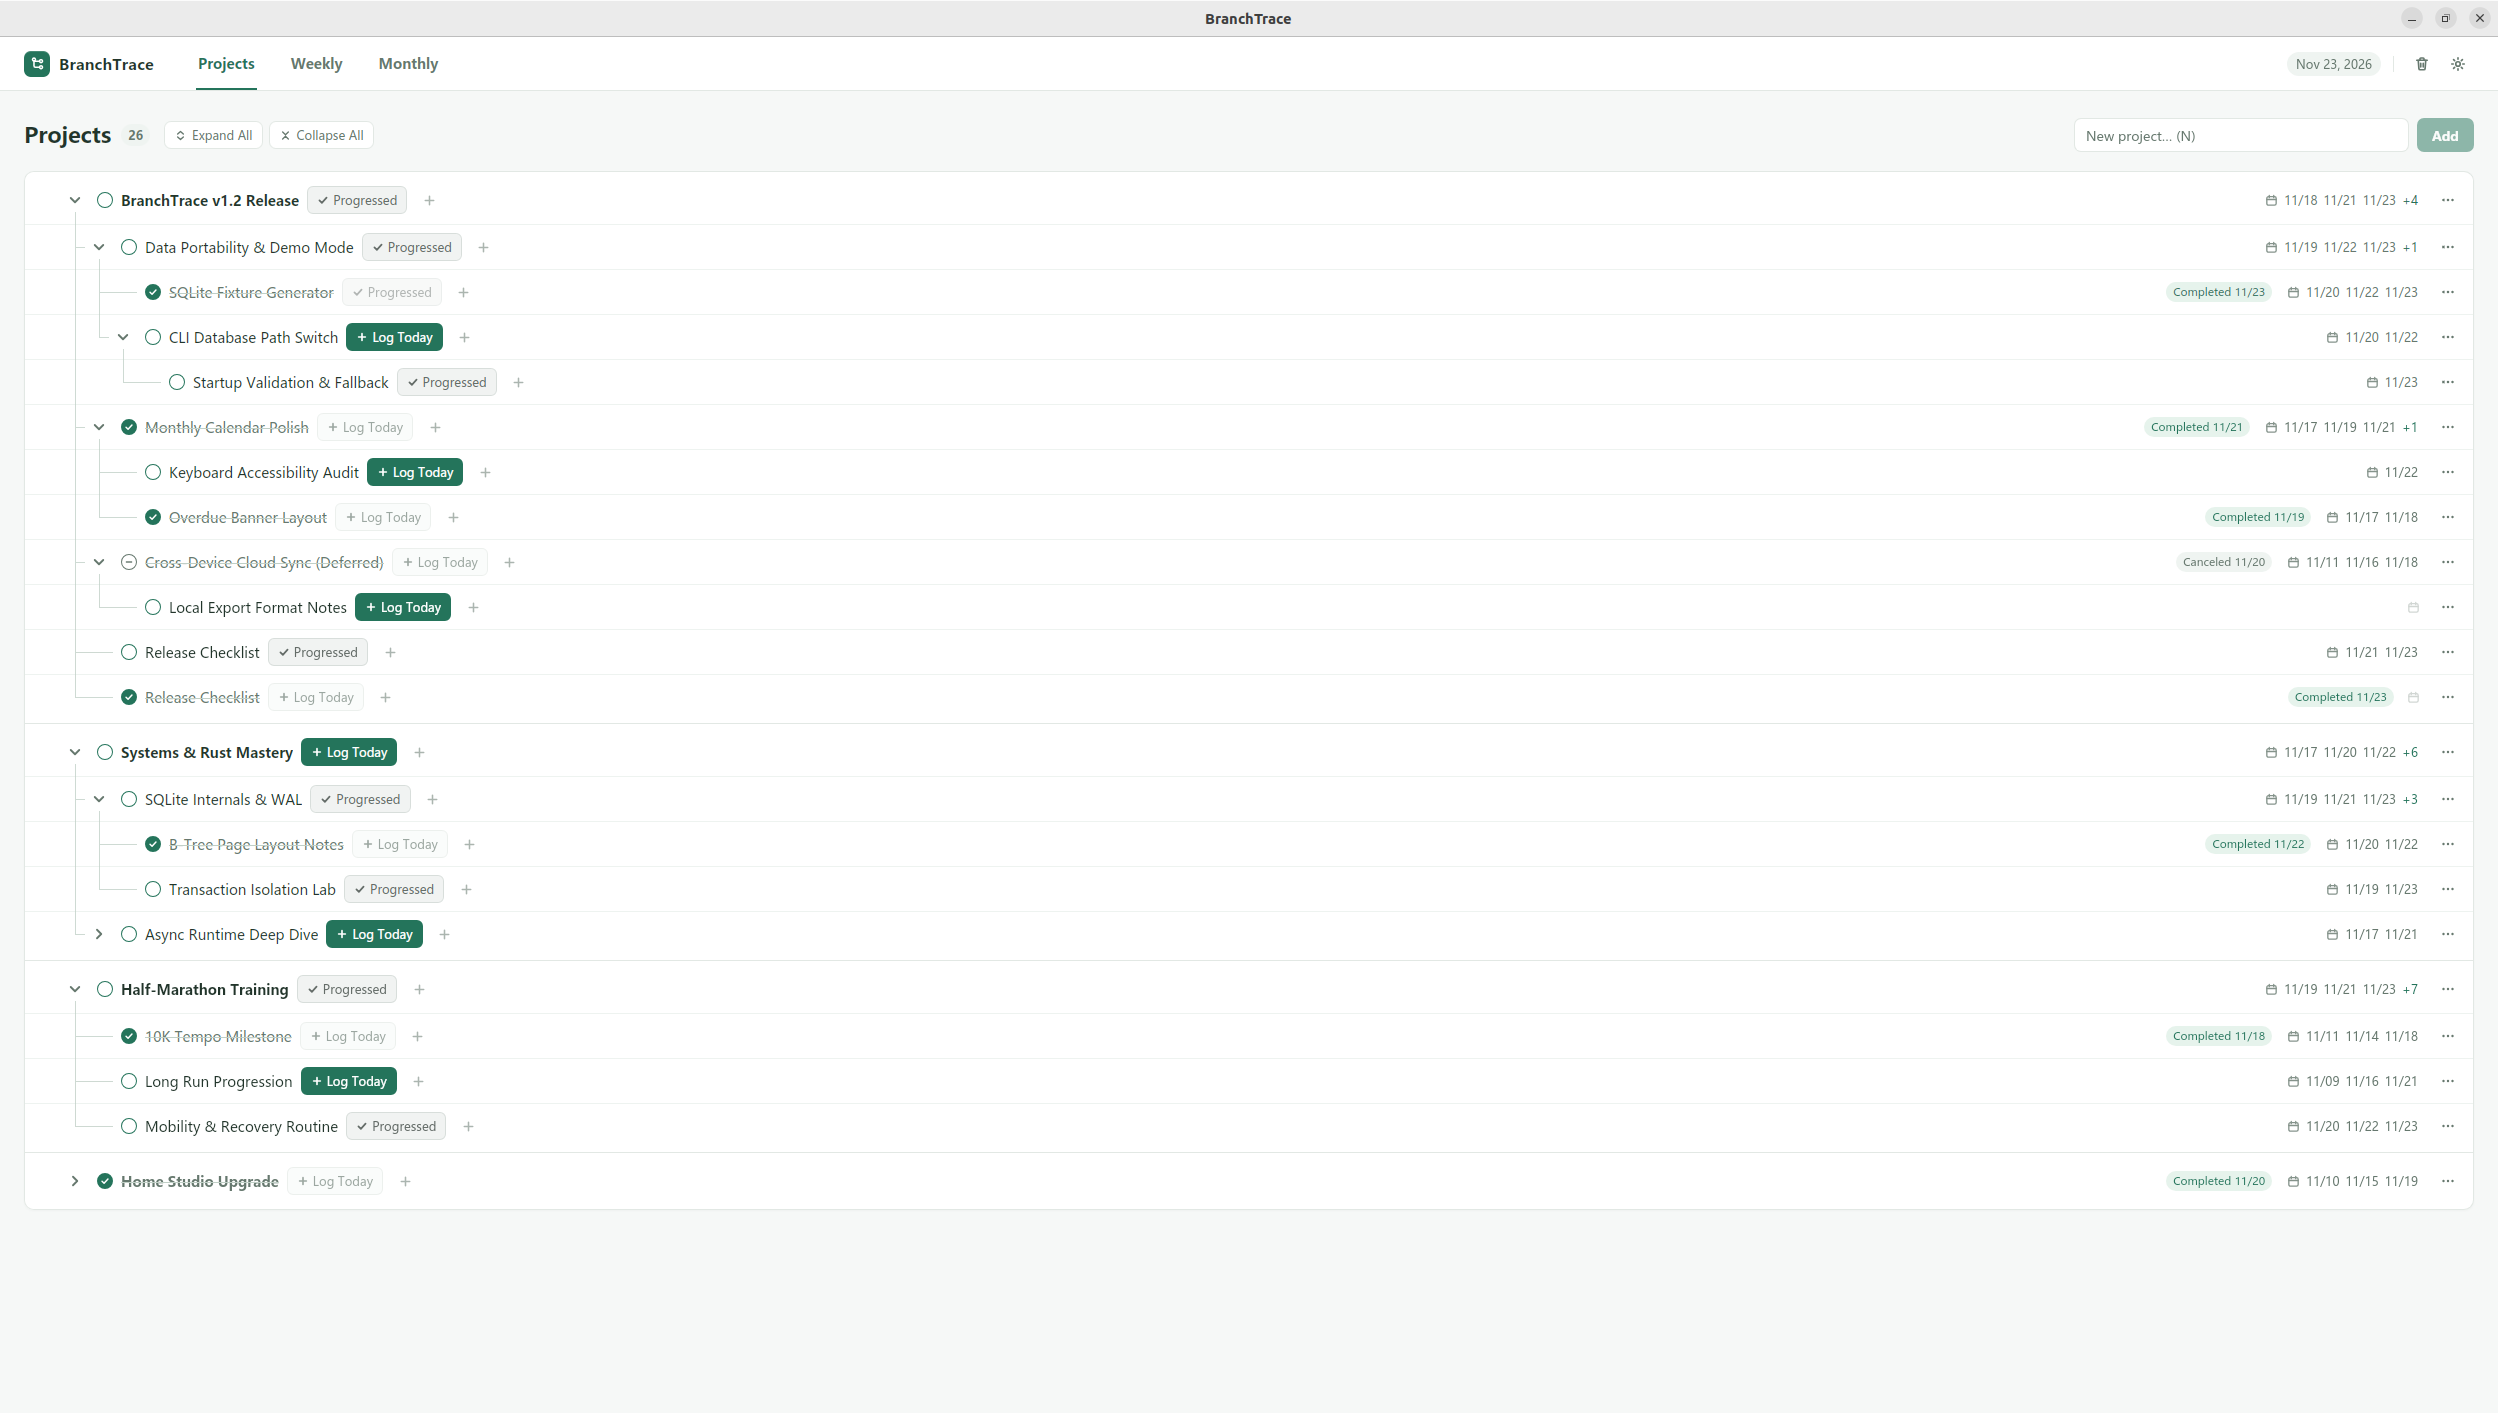 BranchTrace
BranchTrace Projects Weekly Monthly Nov 23, 2026
Projects 26 Expand All Collapse All New project... (N) Add
BranchTrace v1.2 Release Progressed 11/18 11/21 11/23 +4
Data Portability & Demo Mode Progressed 11/19 11/22 11/23 +1
SQLite Fixture Generator Progressed Completed 11/23 11/20 11/22 11/23
CLI Database Path Switch + Log Today 11/20 11/22
Startup Validation & Fallback Progressed 11/23
Monthly Calendar Polish + Log Today Completed 11/21 11/17 11/19 11/21 +1
Keyboard Accessibility Audit + Log Today 11/22
Overdue Banner Layout + Log Today Completed 11/19 11/17 11/18
Cross-Device Cloud Sync (Deferred) + Log Today Canceled 11/20 11/11 11/16 11/18
Local Export Format Notes + Log Today
Release Checklist Progressed 11/21 11/23
Release Checklist + Log Today Completed 11/23
Systems & Rust Mastery + Log Today 11/17 11/20 11/22 +6
SQLite Internals & WAL Progressed 11/19 11/21 11/23 +3
B-Tree Page Layout Notes + Log Today Completed 11/22 11/20 11/22
Transaction Isolation Lab Progressed 11/19 11/23
Async Runtime Deep Dive + Log Today 11/17 11/21
Half-Marathon Training Progressed 11/19 11/21 11/23 +7
10K Tempo Milestone + Log Today Completed 11/18 11/11 11/14 11/18
Long Run Progression + Log Today 11/09 11/16 11/21
Mobility & Recovery Routine Progressed 11/20 11/22 11/23
Home Studio Upgrade + Log Today Completed 11/20 11/10 11/15 11/19